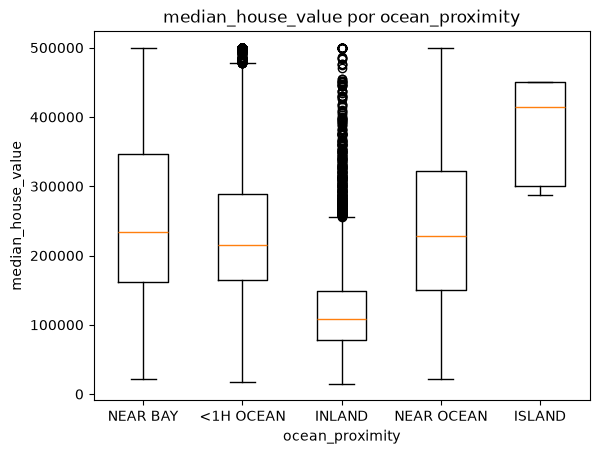 median_house_value por ocean_proximity
median_house_value
500000
400000
300000
200000
100000
0
NEAR BAY <1H OCEAN INLAND NEAR OCEAN ISLAND
ocean_proximity